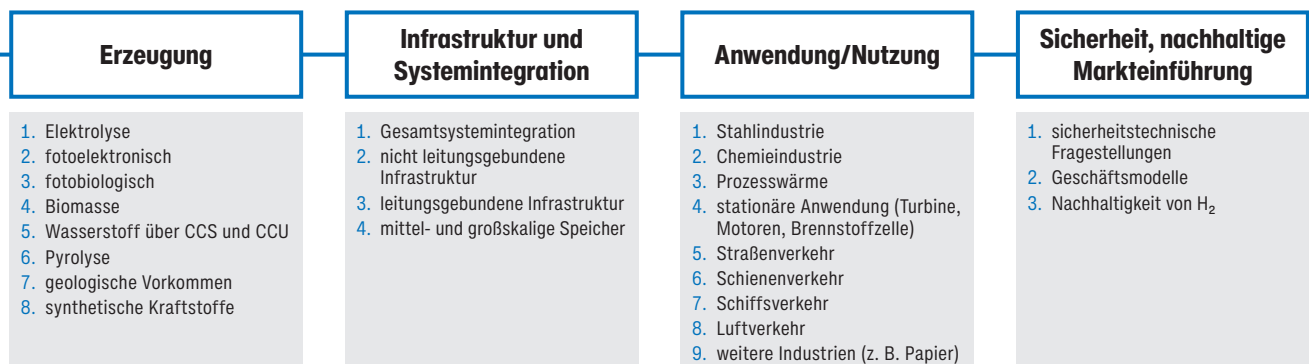 Erzeugung
1. Elektrolyse
2. fotoelektronisch
3. fotobiologisch
4. Biomasse
5. Wasserstoff über CCS und CCU
6. Pyrolyse
7. geologische Vorkommen
8. synthetische Kraftstoffe
Infrastruktur und
Systemintegration
1. Gesamtsystemintegration
2. nicht leitungsgebundene
Infrastruktur
3. leitungsgebundene Infrastruktur
4. mittel- und großskalige Speicher
Anwendung/Nutzung
1. Stahlindustrie
2. Chemieindustrie
3. Prozesswärme
4. stationäre Anwendung (Turbine,
Motoren, Brennstoffzelle)
5. Straßenverkehr
6. Schienenverkehr
7. Schiffsverkehr
8. Luftverkehr
9. weitere Industrien (z. B. Papier)
Sicherheit, nachhaltige
Markteinführung
1. sicherheitstechnische
Fragestellungen
2. Geschäftsmodelle
3. Nachhaltigkeit von H₂